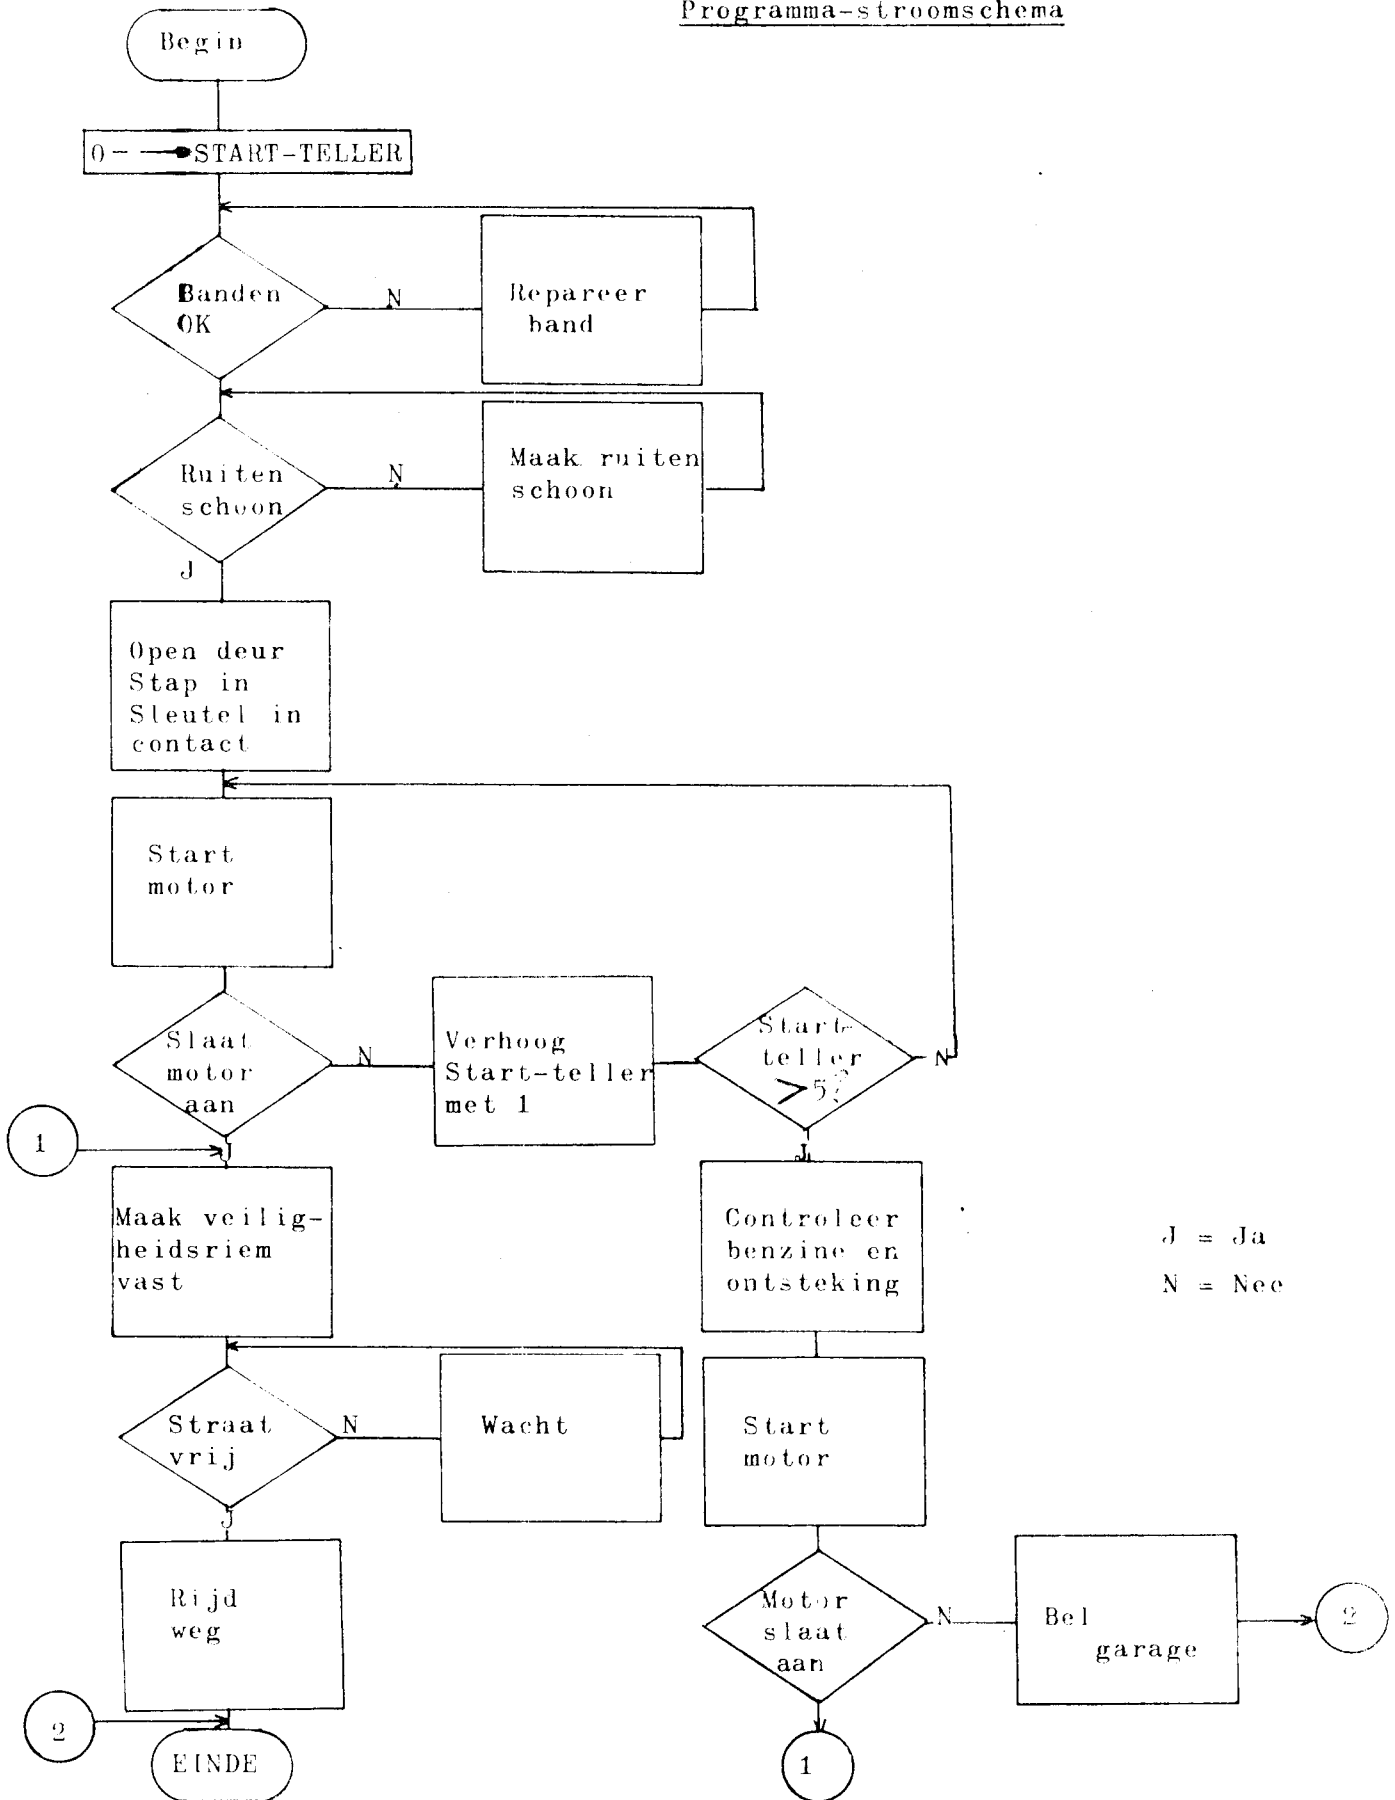 Programma-stroomschema
Begin
0- START-TELLER
Banden
OK
N
Repareer
band
Ruiten
schoon
N
Maak ruiten
schoon
J
Open deur
Stap in
Sleutel in
contact
Start
motor
Slaat
motor
aan
N
Verhoog
Start-teller
met 1
Start-
teller
>5?
N
1
J
J
Maak veilig-
heidsriem
vast
Controleer
benzine en
ontsteking
J = Ja
N = Nee
Straat
vrij
N
Wacht
Start
motor
J
Rijd
weg
Motor
slaat
aan
N
Bel
garage
2
2
EINDE
1